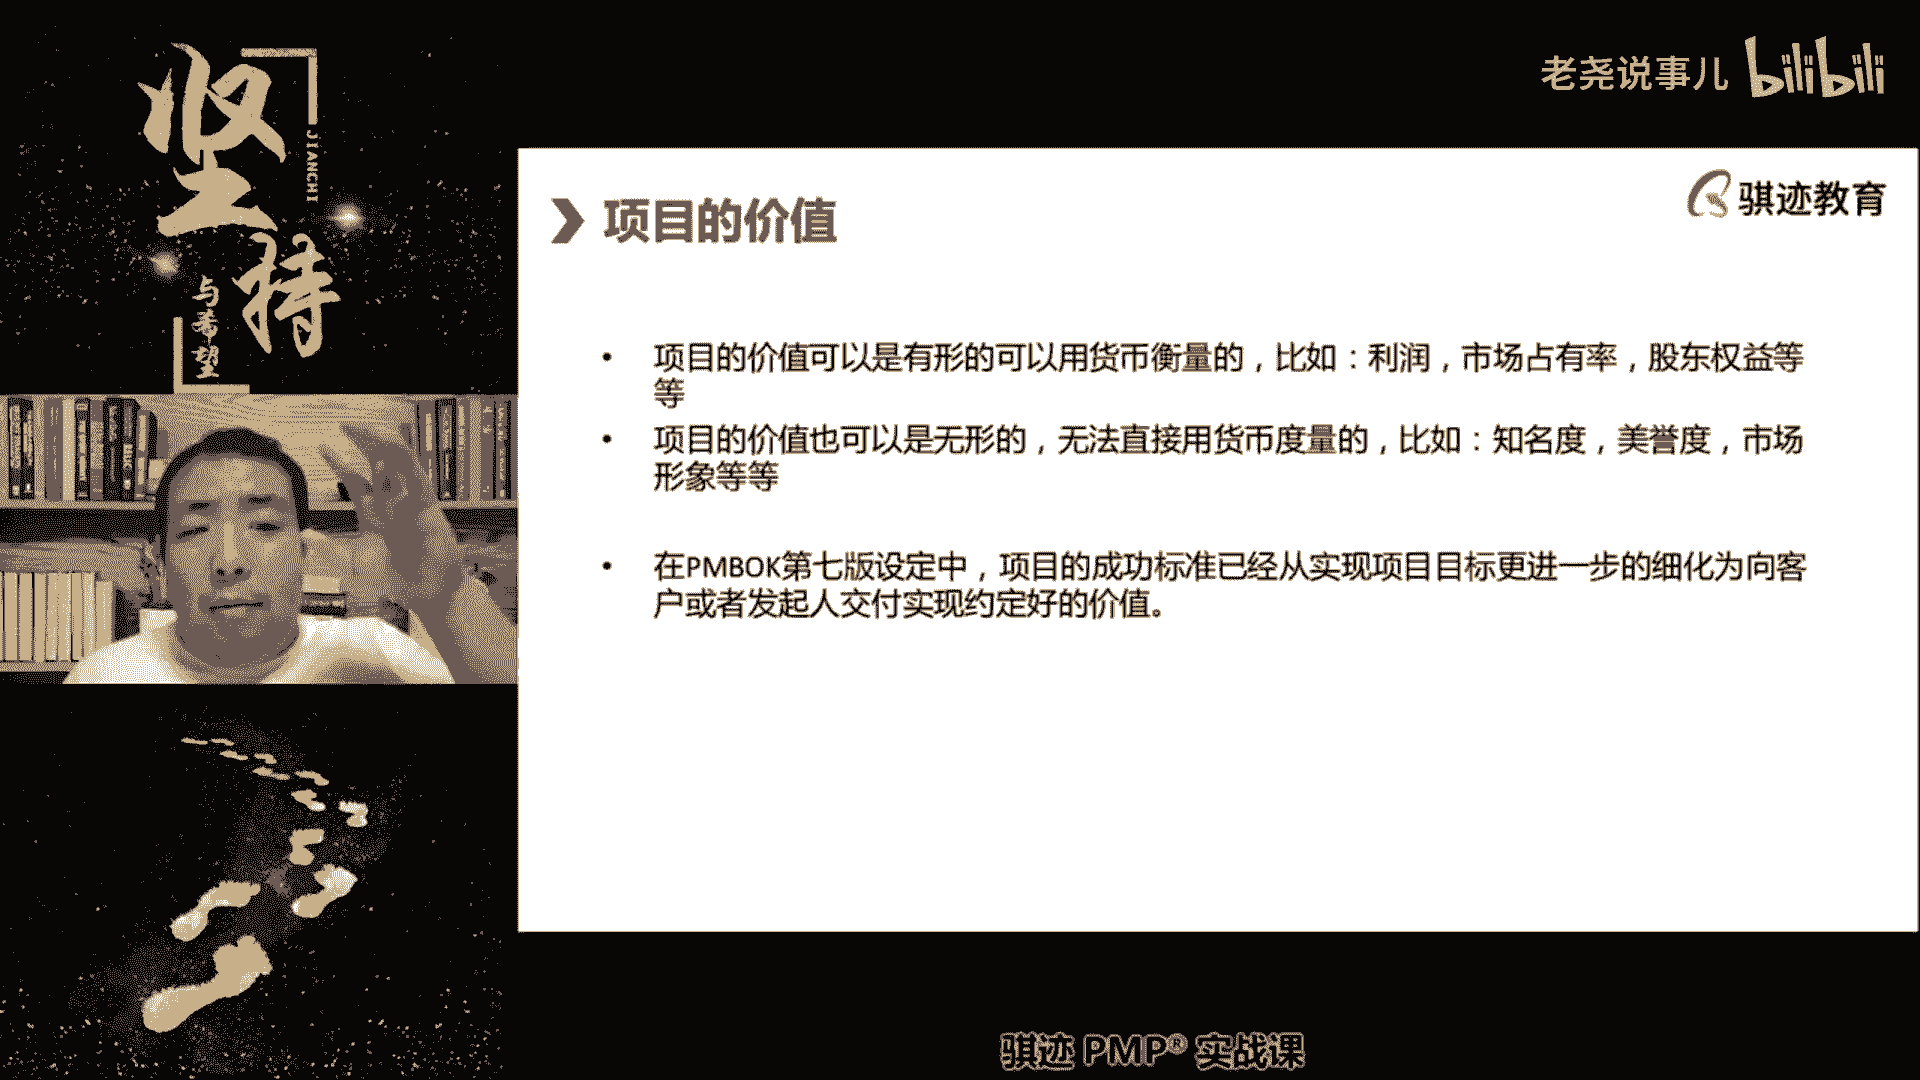 坚持
JIANCHI
与希望
老尧说事儿 bilibili
骐迹教育
项目的价值
• 项目的价值可以是有形的可以用货币衡量的，比如：利润，市场占有率，股东权益等
等
• 项目的价值也可以是无形的，无法直接用货币度量的，比如：知名度，美誉度，市场
形象等等
• 在PMBOK第七版设定中，项目的成功标准已经从实现项目目标更进一步的细化为向客
户或者发起人交付实现约定好的价值。
骐迹 PMP® 实战课